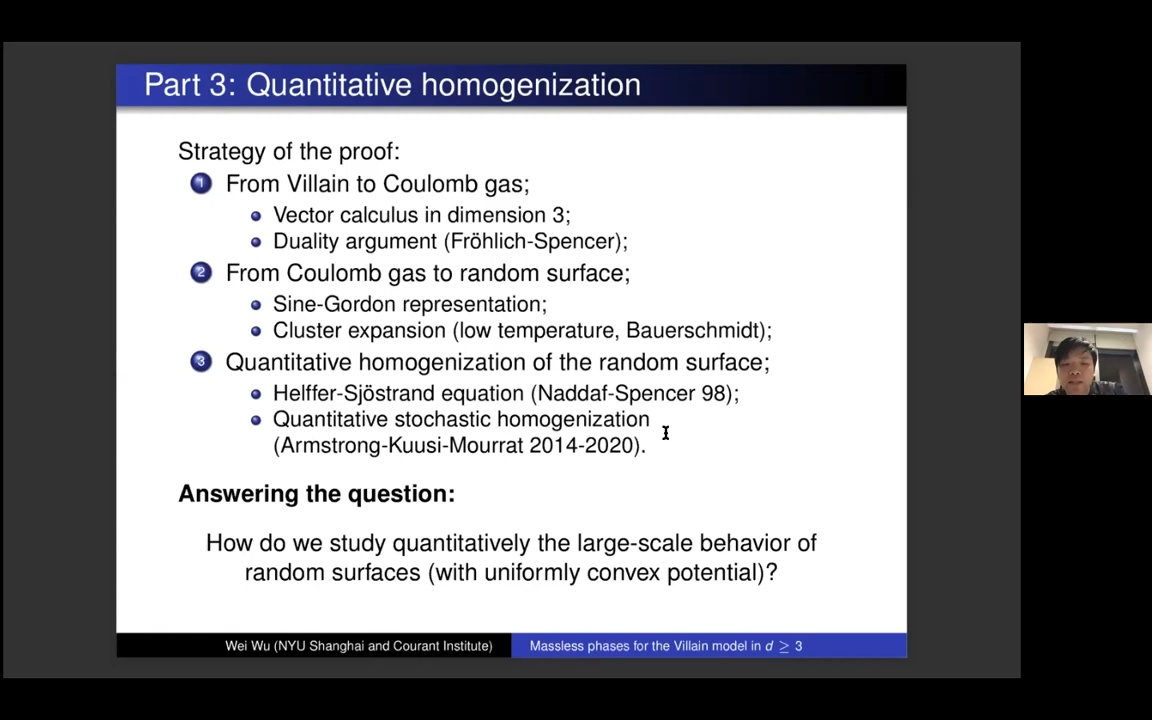 Part 3: Quantitative homogenization
Strategy of the proof:
1 From Villain to Coulomb gas;
Vector calculus in dimension 3;
Duality argument (Fröhlich-Spencer);
2 From Coulomb gas to random surface;
Sine-Gordon representation;
Cluster expansion (low temperature, Bauerschmidt);
3 Quantitative homogenization of the random surface;
Helffer-Sjöstrand equation (Naddaf-Spencer 98);
Quantitative stochastic homogenization
(Armstrong-Kuusi-Mourrat 2014-2020).
Answering the question:
How do we study quantitatively the large-scale behavior of
random surfaces (with uniformly convex potential)?
Wei Wu (NYU Shanghai and Courant Institute) Massless phases for the Villain model in d ≥ 3